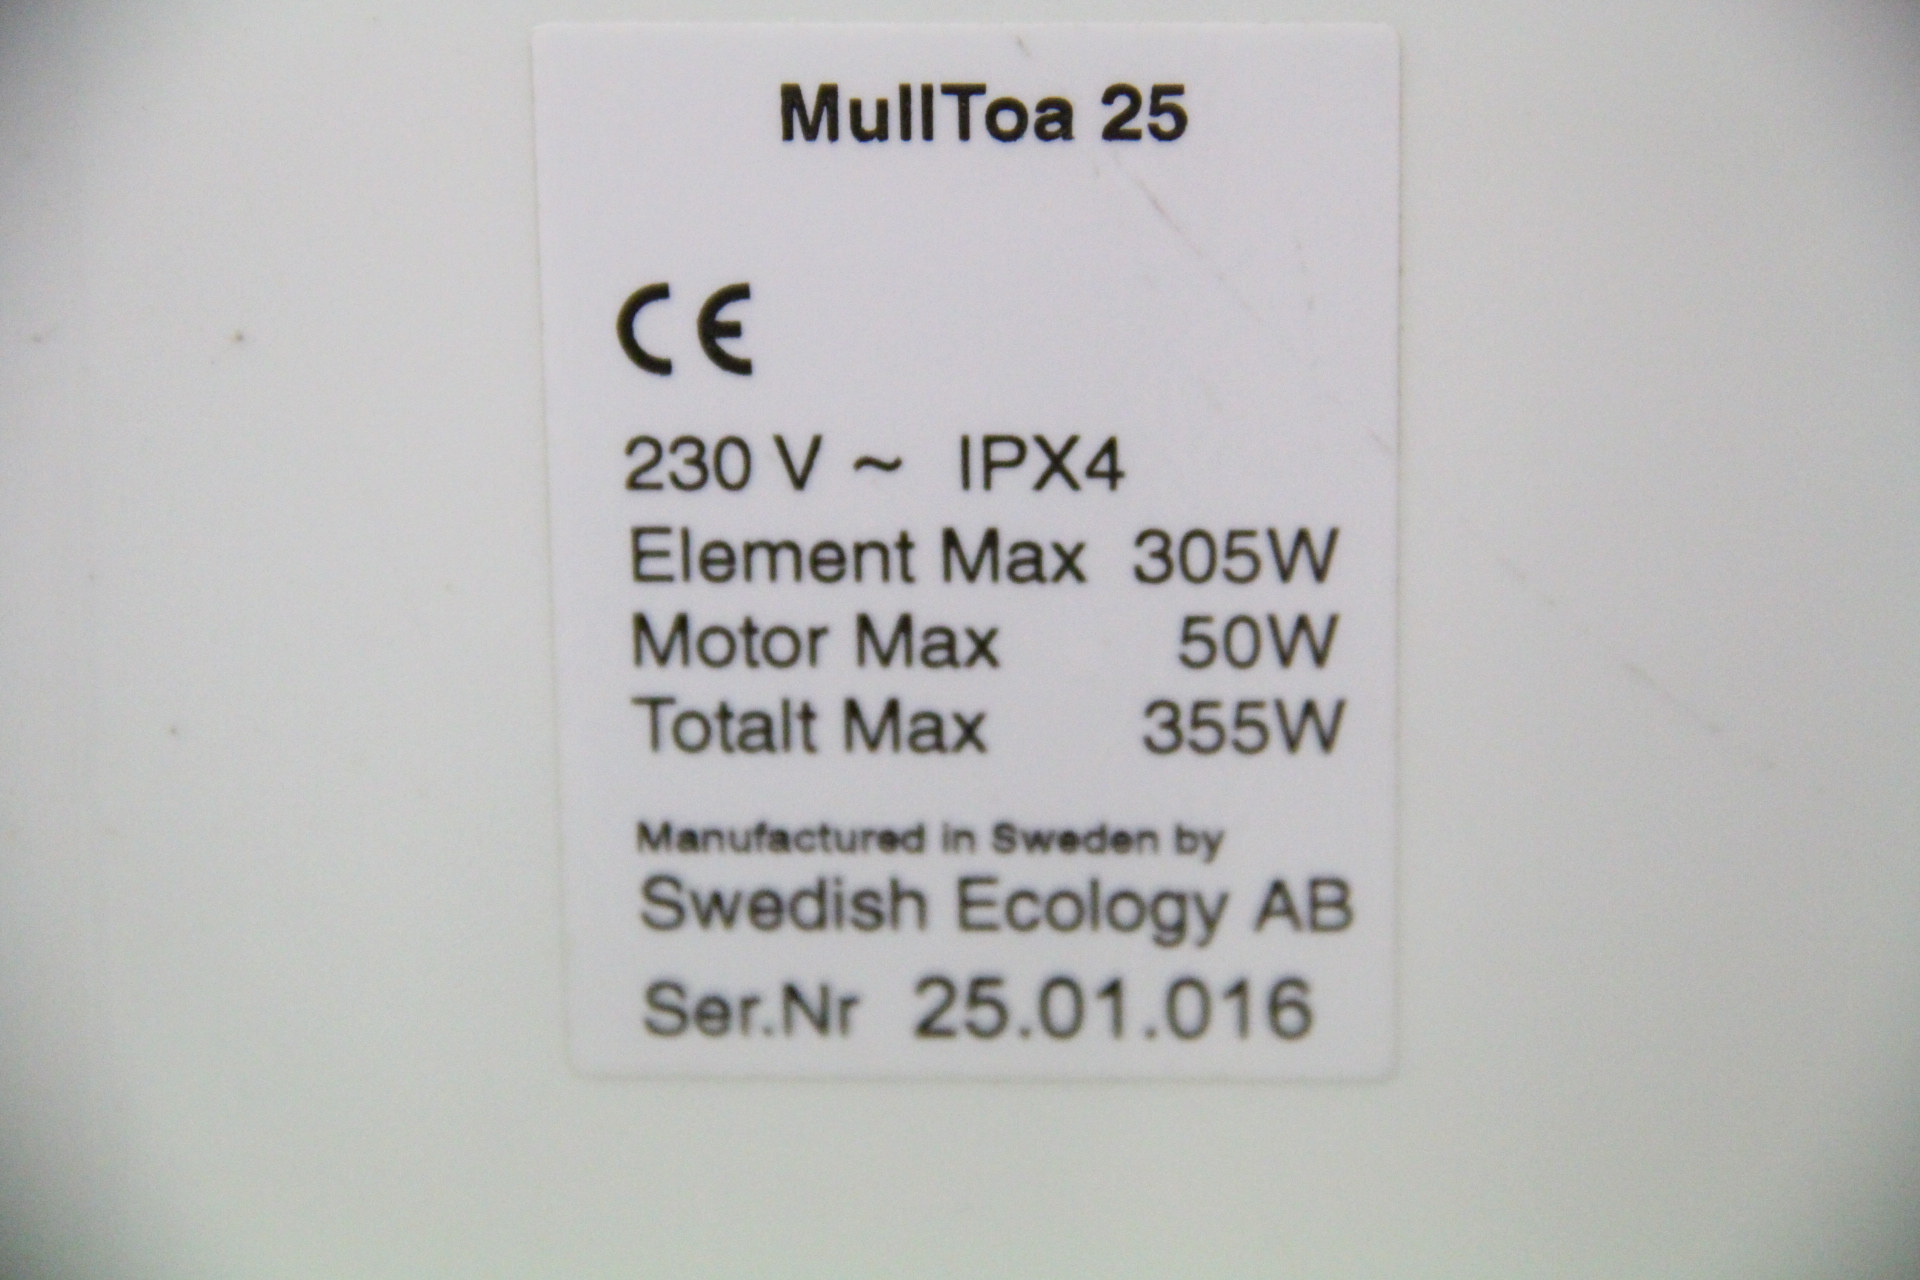 MullToa 25
CE
230 V ~ IPX4
Element Max 305W
Motor Max 50W
Totalt Max 355W
Manufactured in Sweden by
Swedish Ecology AB
Ser.Nr 25.01.016